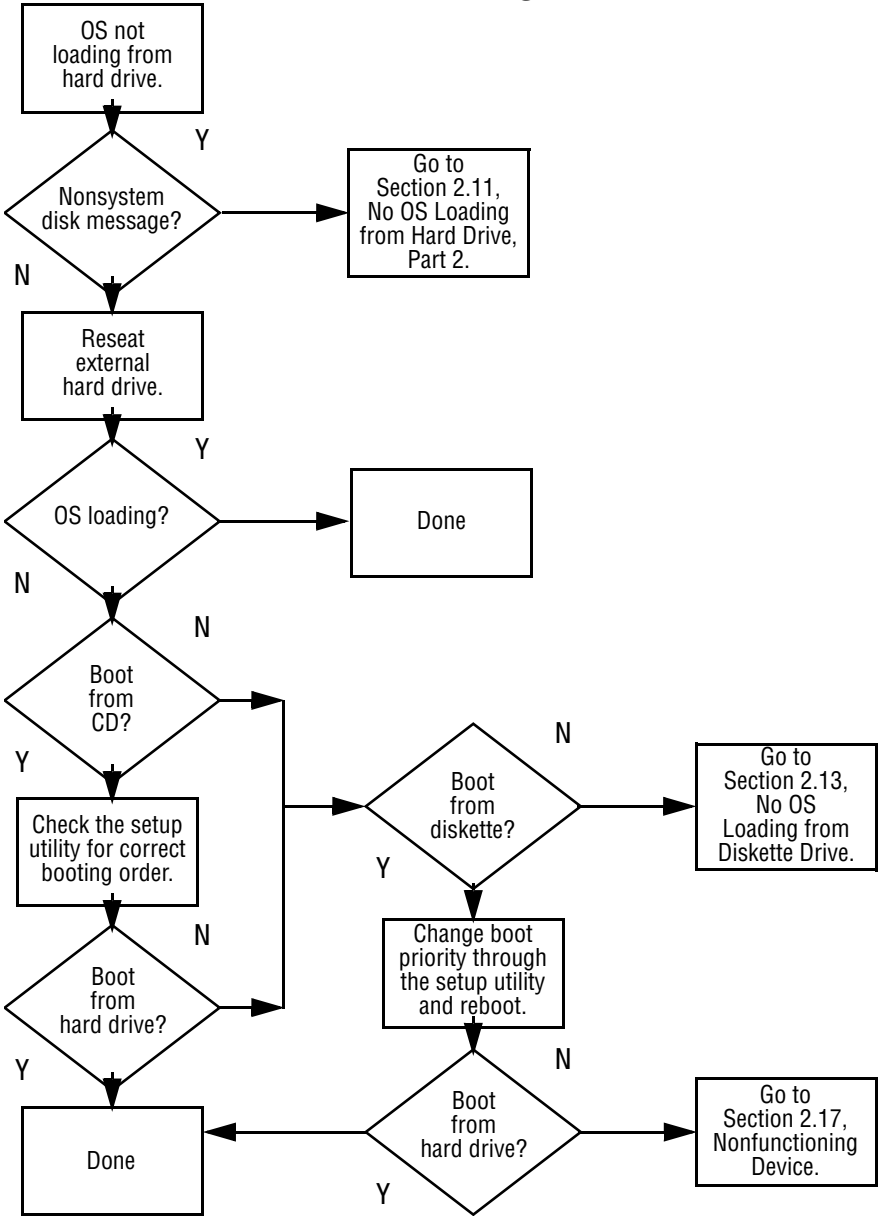 OS not
loading from
hard drive.
Y
Nonsystem
disk message?
Go to
Section 2.11,
No OS Loading
from Hard Drive,
Part 2.
N
Reseat
external
hard drive.
Y
OS loading?
Done
N
N
Boot
from
CD?
Y
Check the setup
utility for correct
booting order.
N
Boot
from
hard drive?
Y
Done
Boot
from
diskette?
N
Go to
Section 2.13,
No OS
Loading from
Diskette Drive.
Y
Change boot
priority through
the setup utility
and reboot.
N
Boot
from
hard drive?
Go to
Section 2.17,
Nonfunctioning
Device.
Y